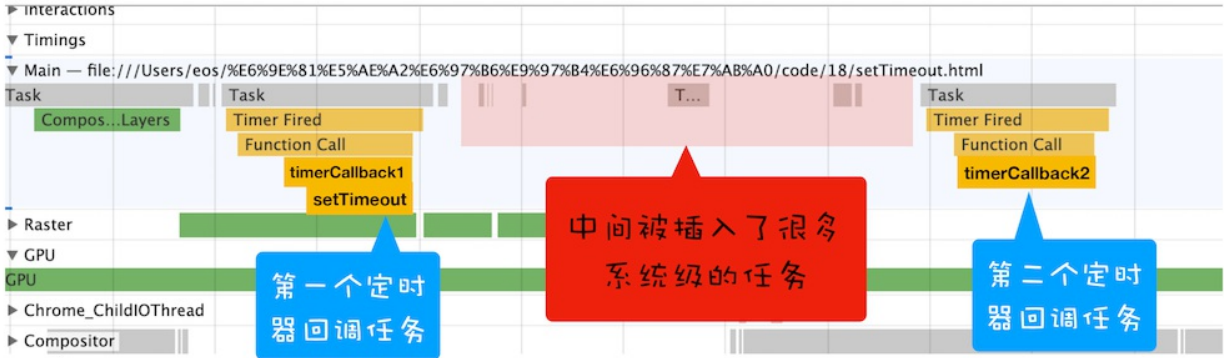 Interactions
Timings
Main — file:///Users/eos/%E6%9E%81%E5%AE%A2%E6%97%B6%E9%97%B4%E6%96%87%E7%AB%A0/code/18/setTimeout.html
Task
Task
T...
Task
Compos...Layers
Timer Fired
Timer Fired
Function Call
Function Call
timerCallback1
timerCallback2
setTimeout
Raster
中间被插入了很多
系统级的任务
GPU
GPU
第一个定时
器回调任务
第二个定时
器回调任务
Chrome_ChildIOThread
Compositor